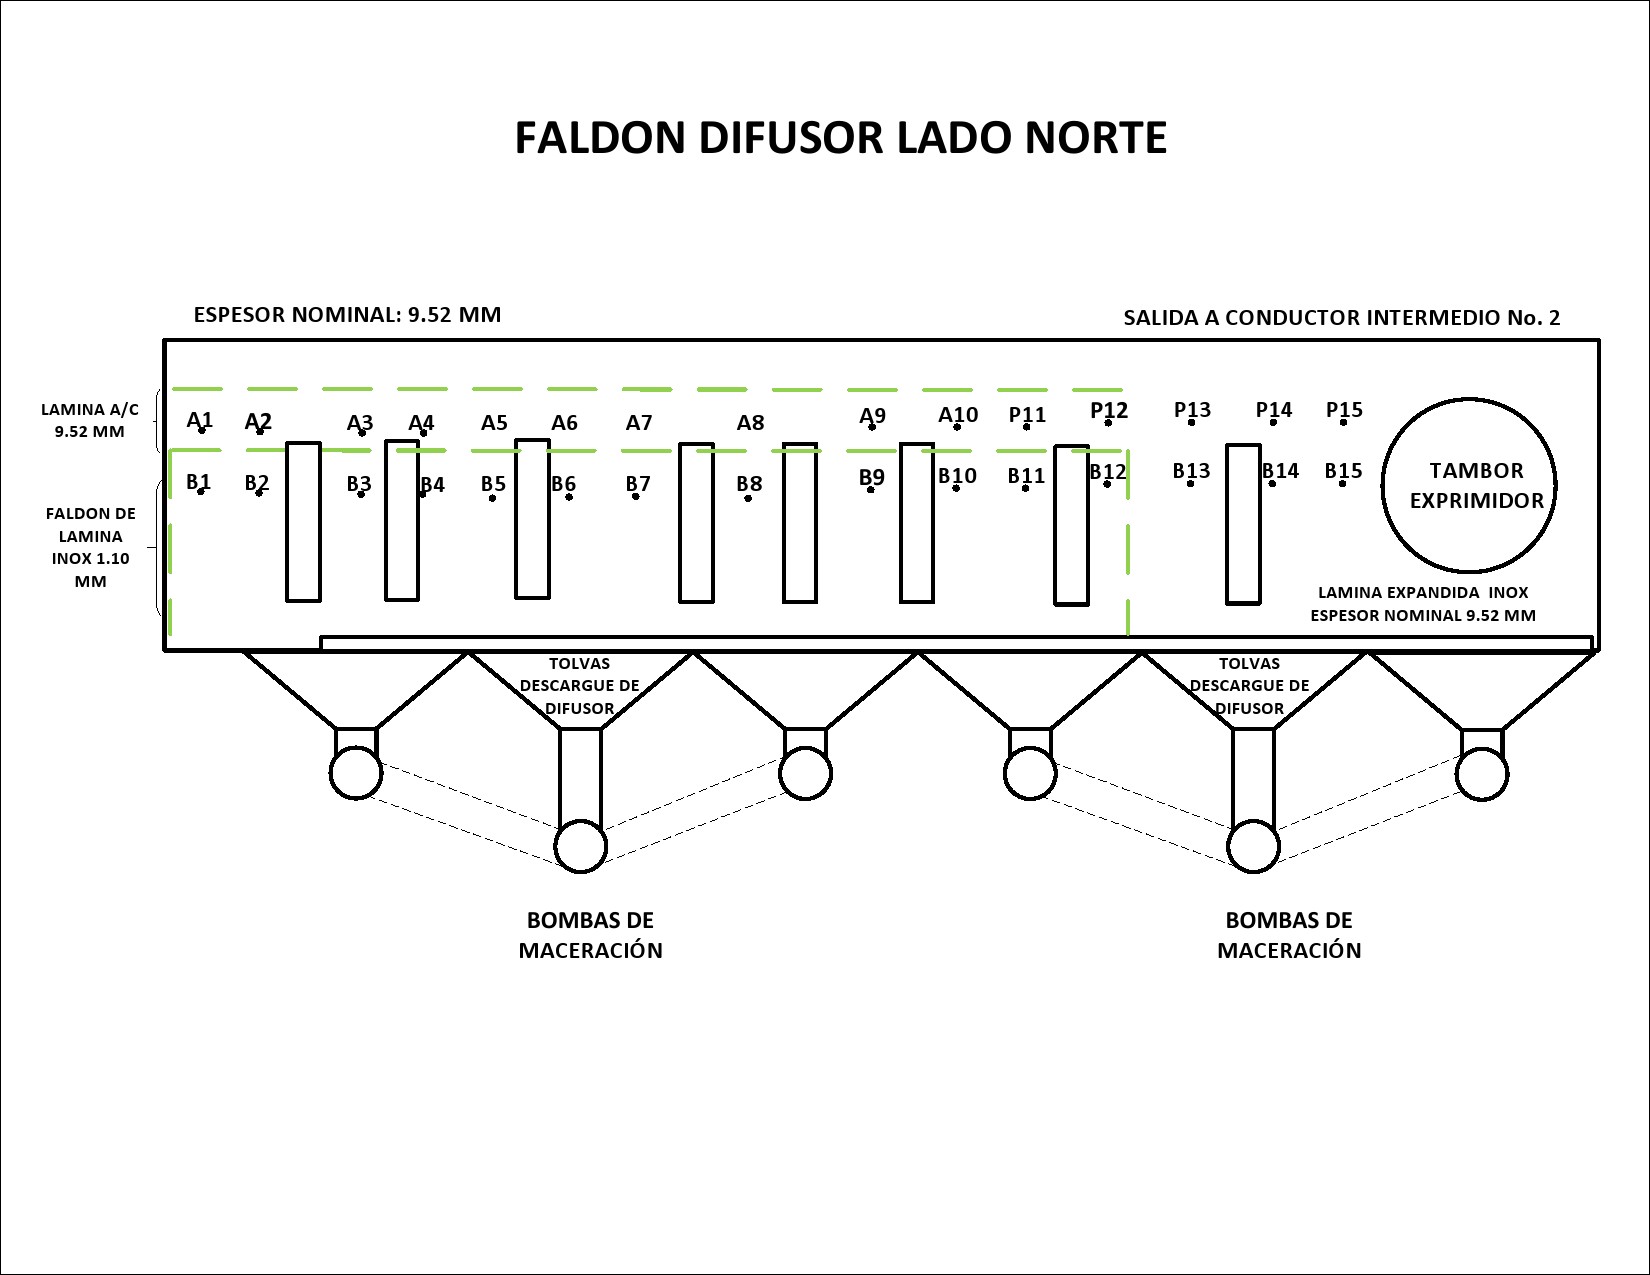 FALDON DIFUSOR LADO NORTE
ESPESOR NOMINAL: 9.52 MM
SALIDA A CONDUCTOR INTERMEDIO No. 2
LAMINA A/C
9.52 MM
A1 A2 A3 A4 A5 A6 A7 A8 A9 A10 P11 P12 P13 P14 P15
B1 B2 B3 B4 B5 B6 B7 B8 B9 B10 B11 B12 B13 B14 B15
TAMBOR
EXPRIMIDOR
FALDON DE
LAMINA
INOX 1.10
MM
LAMINA EXPANDIDA INOX
ESPESOR NOMINAL 9.52 MM
TOLVAS
DESCARGUE DE
DIFUSOR
TOLVAS
DESCARGUE DE
DIFUSOR
BOMBAS DE
MACERACIÓN
BOMBAS DE
MACERACIÓN